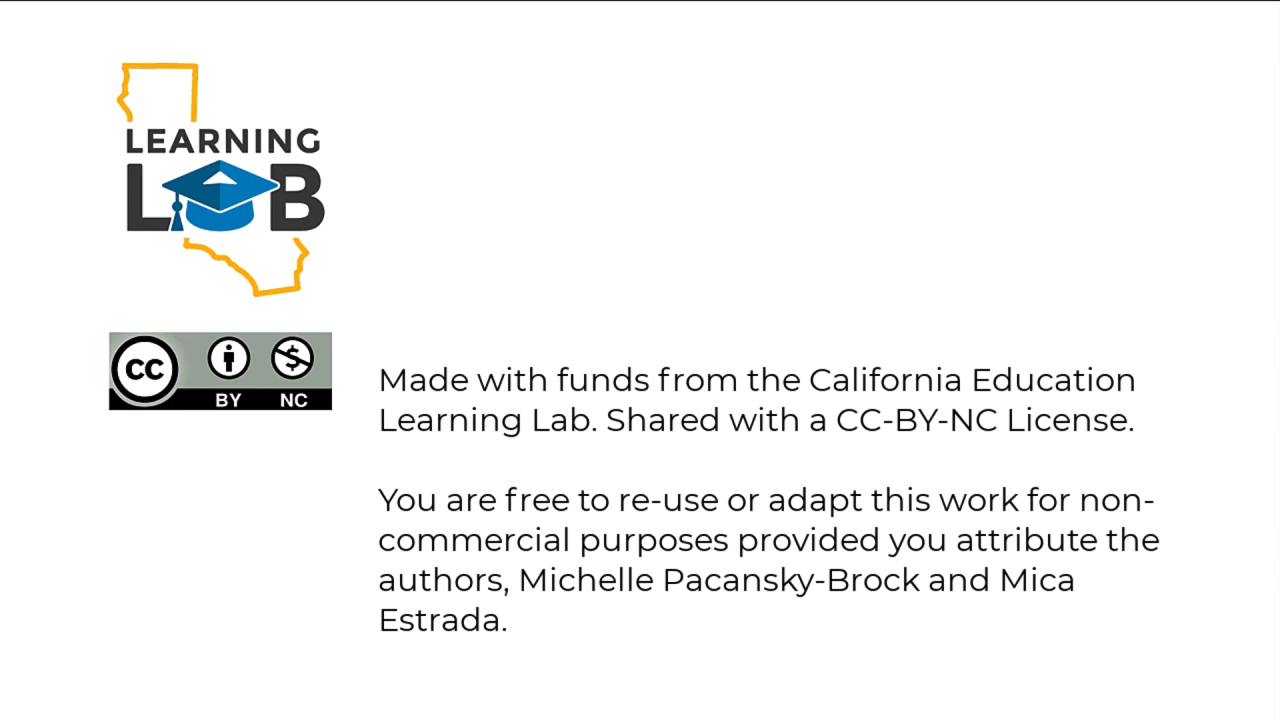 LEARNING
LAB
CC
BY NC
Made with funds from the California Education
Learning Lab. Shared with a CC-BY-NC License.
You are free to re-use or adapt this work for non-
commercial purposes provided you attribute the
authors, Michelle Pacansky-Brock and Mica
Estrada.